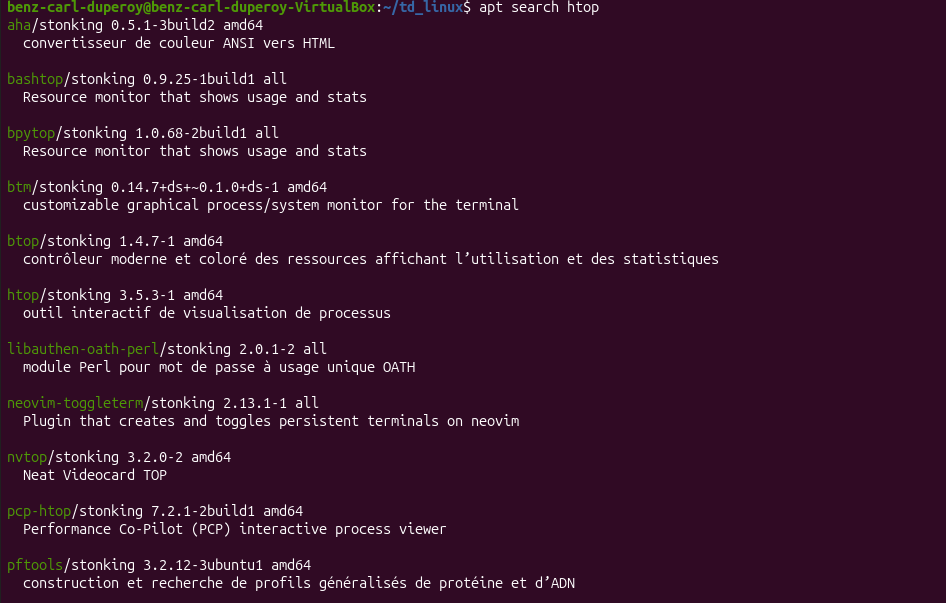 benz-carl-duperoy@benz-carl-duperoy-VirtualBox:~/td_linux$ apt search htop
aha/stonking 0.5.1-3build2 amd64
  convertisseur de couleur ANSI vers HTML

bashtop/stonking 0.9.25-1build1 all
  Resource monitor that shows usage and stats

bpytop/stonking 1.0.68-2build1 all
  Resource monitor that shows usage and stats

btm/stonking 0.14.7+ds+~0.1.0+ds-1 amd64
  customizable graphical process/system monitor for the terminal

btop/stonking 1.4.7-1 amd64
  contrôleur moderne et coloré des ressources affichant l’utilisation et des statistiques

htop/stonking 3.5.3-1 amd64
  outil interactif de visualisation de processus

libauthen-oath-perl/stonking 2.0.1-2 all
  module Perl pour mot de passe à usage unique OATH

neovim-toggleterm/stonking 2.13.1-1 all
  Plugin that creates and toggles persistent terminals on neovim

nvtop/stonking 3.2.0-2 amd64
  Neat Videocard TOP

pcp-htop/stonking 7.2.1-2build1 amd64
  Performance Co-Pilot (PCP) interactive process viewer

pftools/stonking 3.2.12-3ubuntu1 amd64
  construction et recherche de profils généralisés de protéine et d’ADN